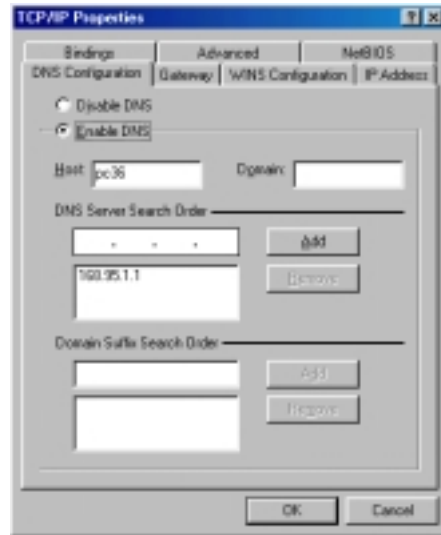 TCP/IP Properties
Bindings Advanced NetBIOS
DNS Configuration Gateway WINS Configuration IP Address
Disable DNS
Enable DNS
Host: pc36 Domain:
DNS Server Search Order
. . . Add
160.95.1.1 Remove
Domain Suffix Search Order
Add
Remove
OK Cancel